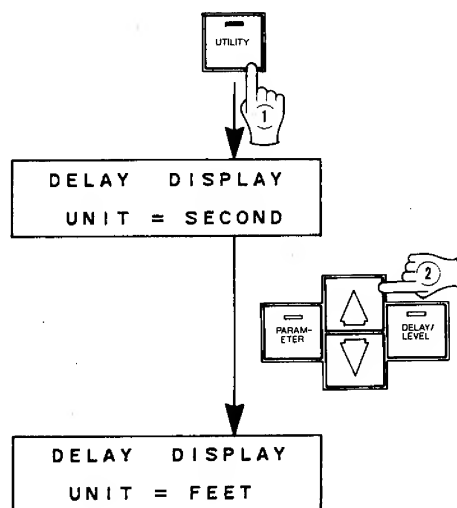 UTILITY
1
DELAY DISPLAY
UNIT = SECOND
2
PARAM-
ETER
DELAY/
LEVEL
DELAY DISPLAY
UNIT = FEET